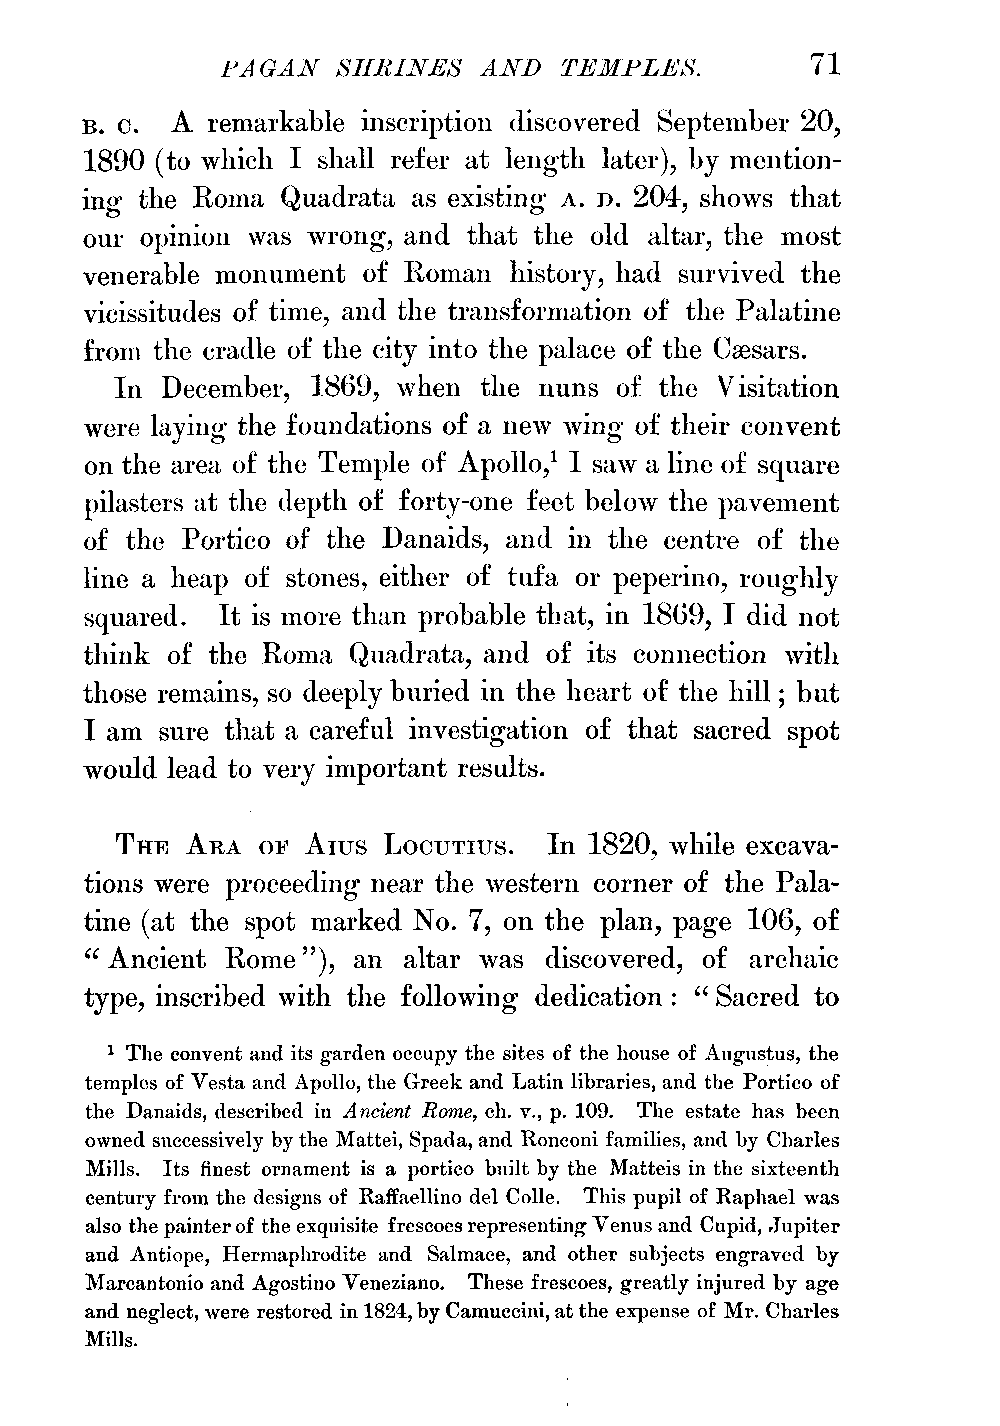 PAGAN SHRINES AND TEMPLES. 71
B. C. A remarkable inscription discovered September 20,
1890 (to which I shall refer at length later), by mention-
ing the Roma Quadrata as existing A. D. 204, shows that
our opinion was wrong, and that the old altar, the most
venerable monument of Roman history, had survived the
vicissitudes of time, and the transformation of the Palatine
from the cradle of the city into the palace of the Cæsars.
In December, 1869, when the nuns of the Visitation
were laying the foundations of a new wing of their convent
on the area of the Temple of Apollo,¹ I saw a line of square
pilasters at the depth of forty-one feet below the pavement
of the Portico of the Danaids, and in the centre of the
line a heap of stones, either of tufa or peperino, roughly
squared. It is more than probable that, in 1869, I did not
think of the Roma Quadrata, and of its connection with
those remains, so deeply buried in the heart of the hill ; but
I am sure that a careful investigation of that sacred spot
would lead to very important results.
THE ARA OF AIUS LOCUTIUS. In 1820, while excava-
tions were proceeding near the western corner of the Pala-
tine (at the spot marked No. 7, on the plan, page 106, of
“ Ancient Rome ”), an altar was discovered, of archaic
type, inscribed with the following dedication : “ Sacred to
¹ The convent and its garden occupy the sites of the house of Augustus, the
temples of Vesta and Apollo, the Greek and Latin libraries, and the Portico of
the Danaids, described in Ancient Rome, ch. v., p. 109. The estate has been
owned successively by the Mattei, Spada, and Ronconi families, and by Charles
Mills. Its finest ornament is a portico built by the Matteis in the sixteenth
century from the designs of Raffaellino del Colle. This pupil of Raphael was
also the painter of the exquisite frescoes representing Venus and Cupid, Jupiter
and Antiope, Hermaphrodite and Salmace, and other subjects engraved by
Marcantonio and Agostino Veneziano. These frescoes, greatly injured by age
and neglect, were restored in 1824, by Camuccini, at the expense of Mr. Charles
Mills.